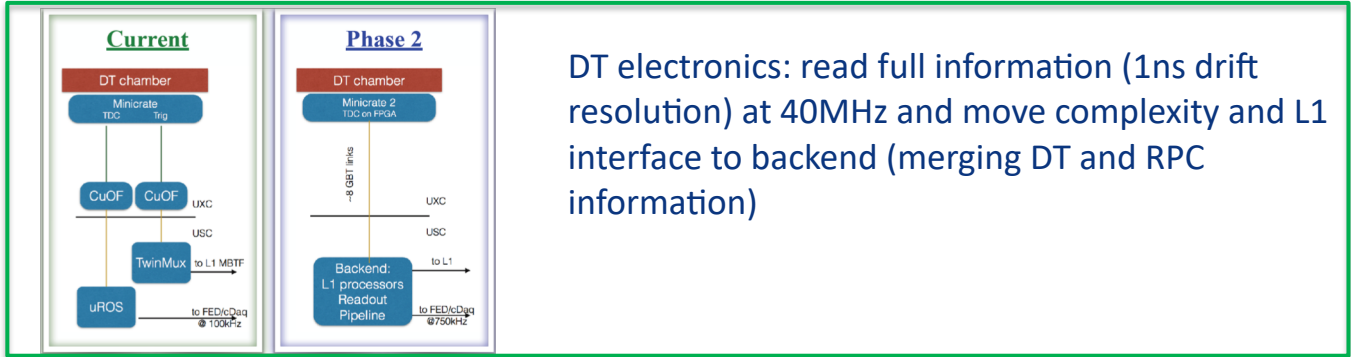 Current
DT chamber
Minicrate
TDC Trig
CuOF CuOF
UXC
USC
TwinMux to L1 MBTF
uROS
to FED/cDaq
@ 100kHz
Phase 2
DT chamber
Minicrate 2
TDC on FPGA
~8 GBT links
UXC
USC
Backend:
L1 processors
Readout
Pipeline
to L1
to FED/cDaq
@750kHz
DT electronics: read full information (1ns drift
resolution) at 40MHz and move complexity and L1
interface to backend (merging DT and RPC
information)